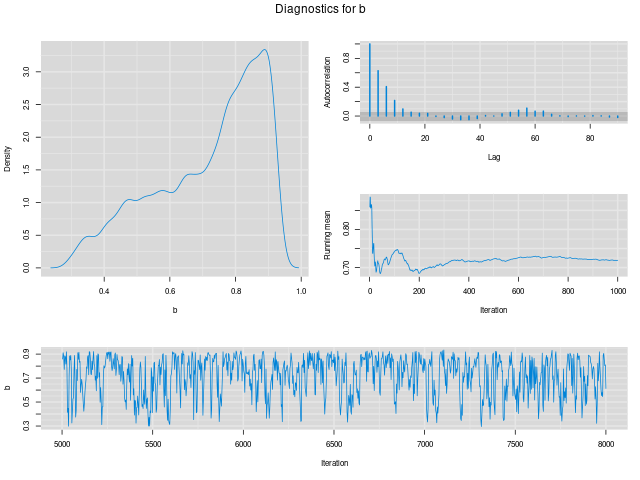 Diagnostics for b
Density
0.0 0.5 1.0 1.5 2.0 2.5 3.0
0.4 0.6 0.8 1.0
b
Autocorrelation
0.0 0.4 0.8
0 20 40 60 80
Lag
Running mean
0.70 0.80
0 200 400 600 800 1000
Iteration
b
0.3 0.5 0.7 0.9
5000 5500 6000 6500 7000 7500 8000
Iteration